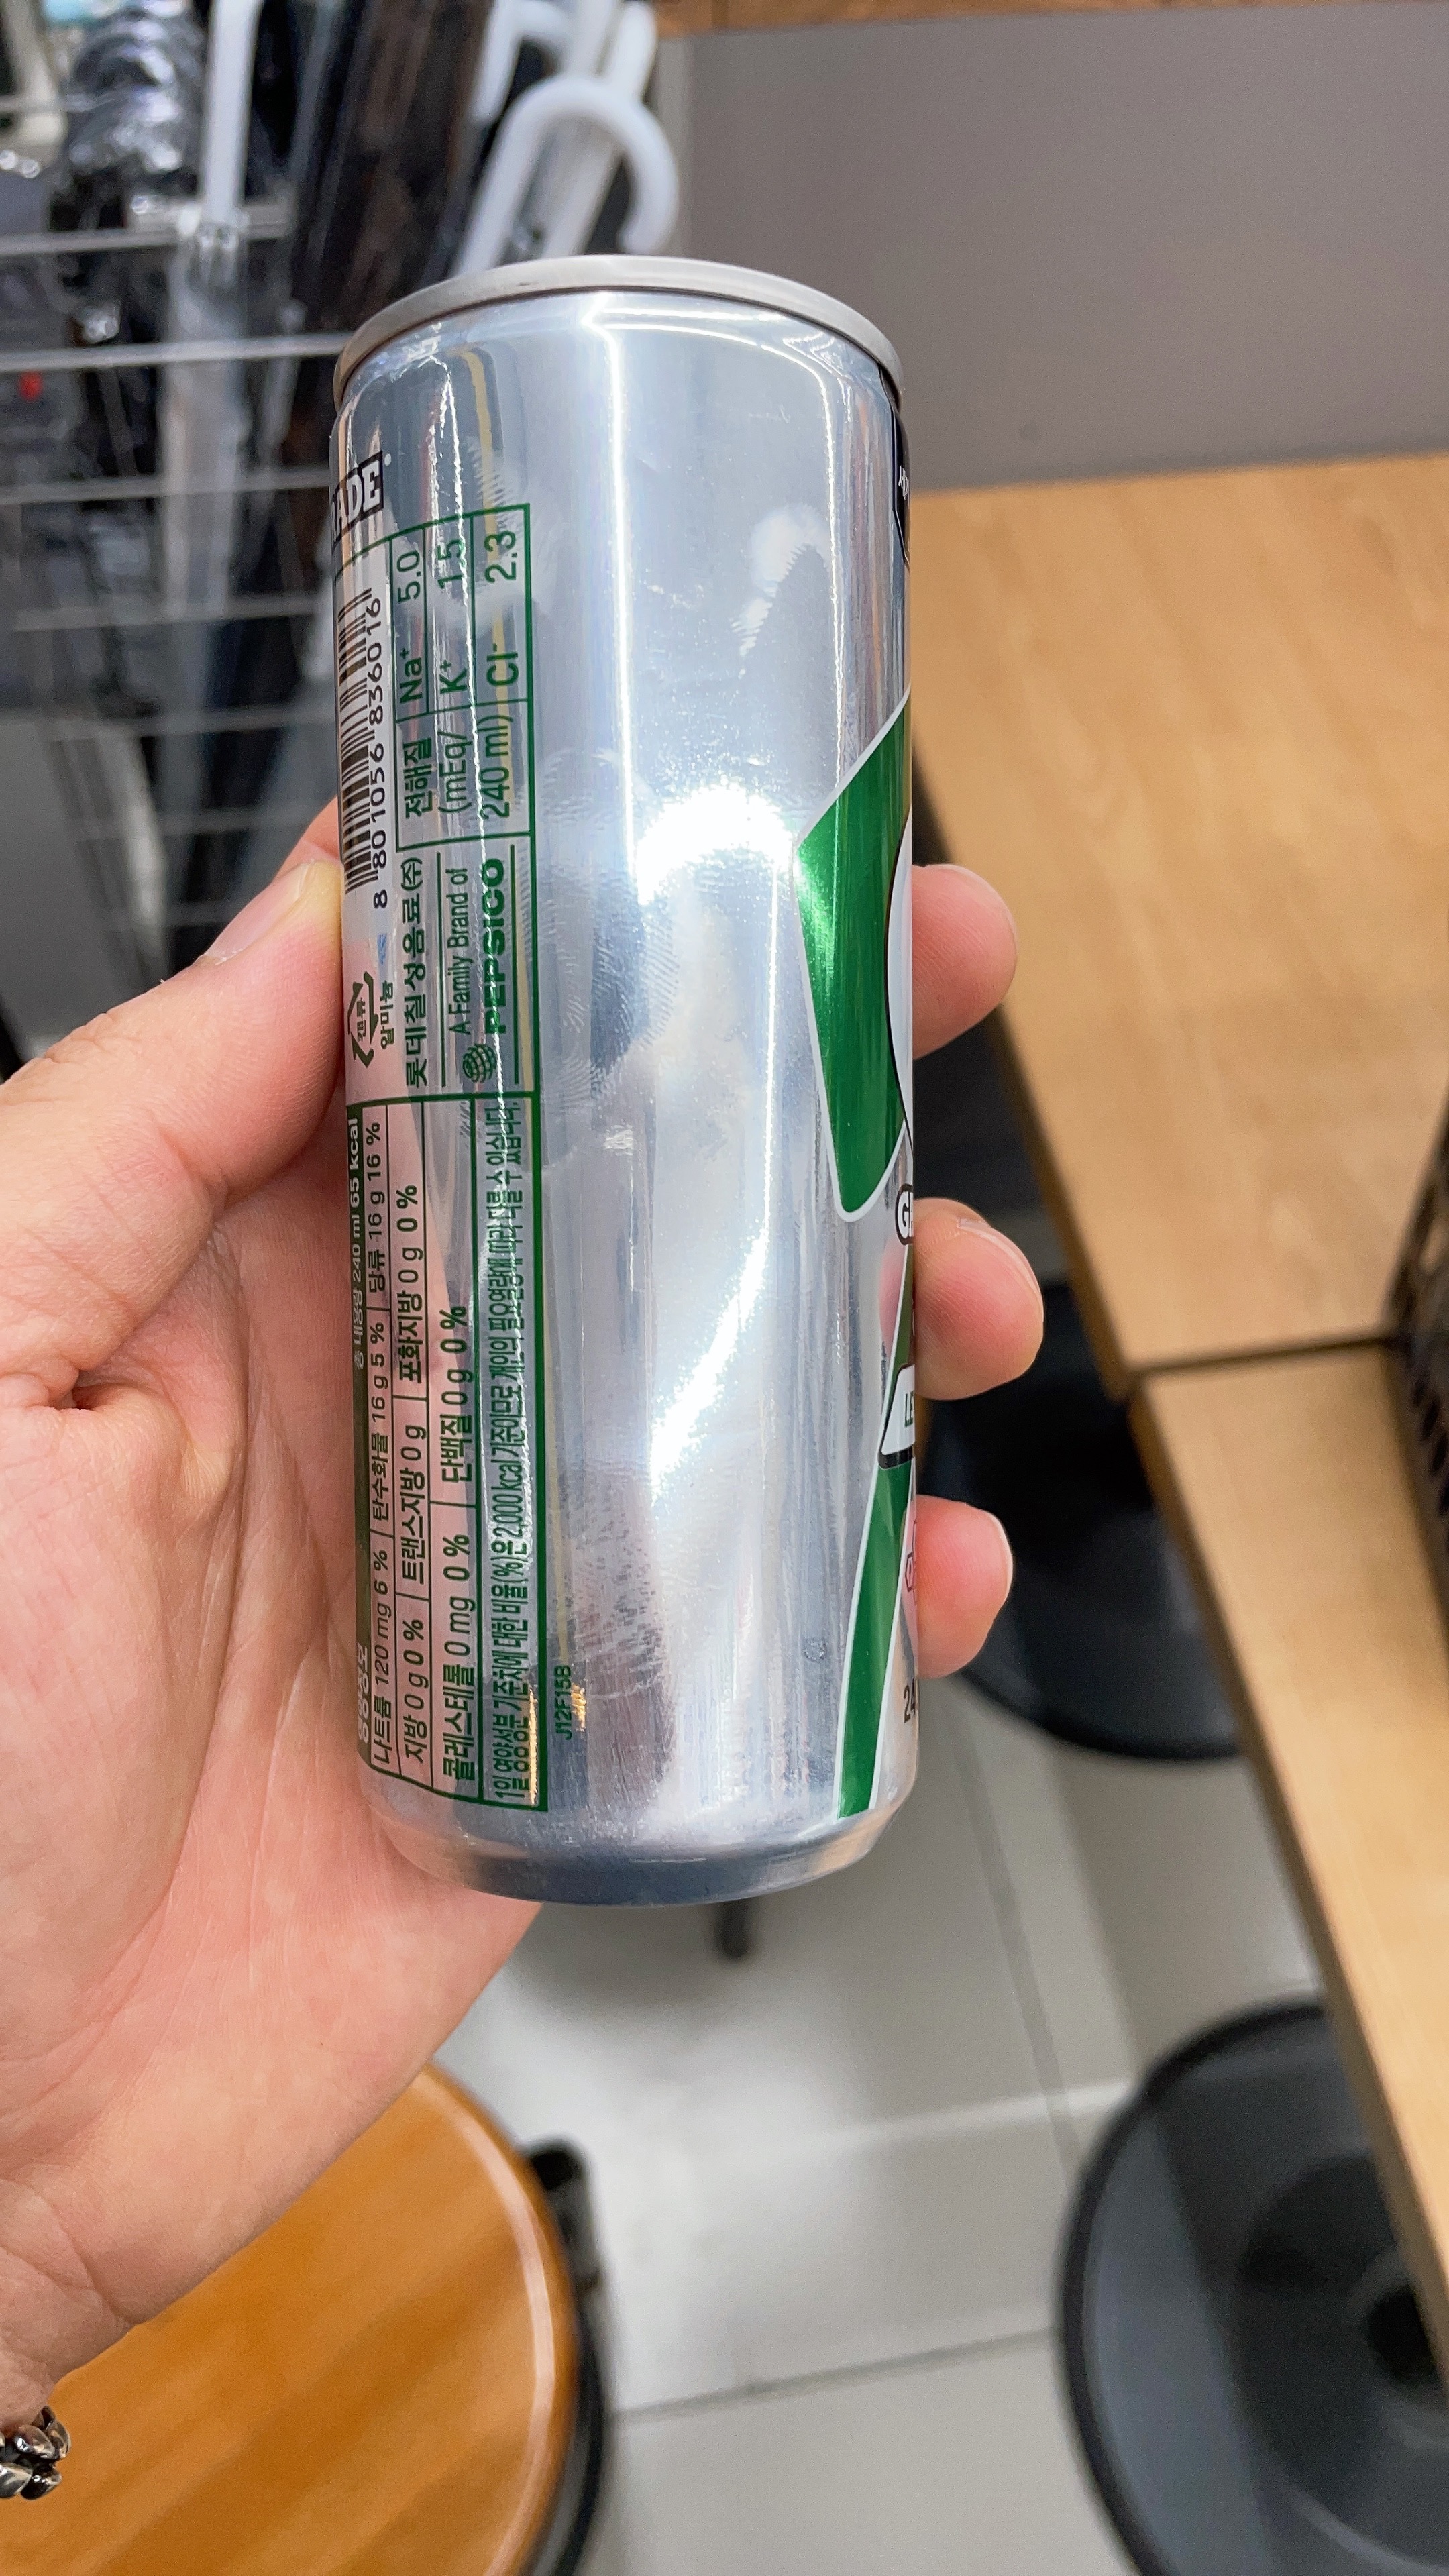 RADE
8 801056 836016
캔류
알미늄
롯데칠성음료(주)
A Family Brand of
PEPSICO
전해질
(mEq/
240 ml)
Na⁺ 5.0
K⁺ 1.5
Cl⁻ 2.3
영양정보 총 내용량 240 ml 65 kcal
나트륨 120 mg 6 % 탄수화물 16 g 5 % 당류 16 g 16 %
지방 0 g 0 % 트랜스지방 0 g 포화지방 0 g 0 %
콜레스테롤 0 mg 0 % 단백질 0 g 0 %
1일 영양성분 기준치에 대한 비율(%)은 2,000 kcal 기준이므로 개인의 필요열량에 따라 다를 수 있습니다.
J12F15B
G
LE
24